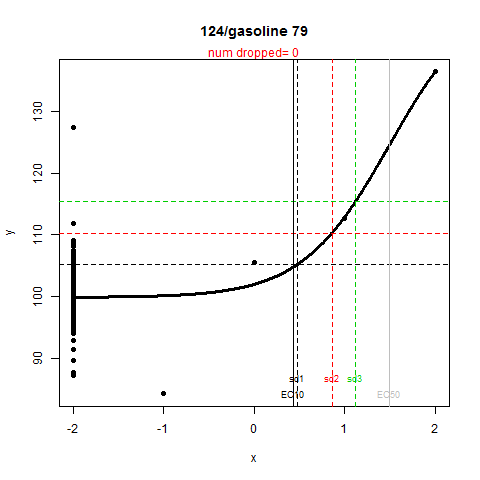 124/gasoline 79
num dropped= 0
130
120
110
100
90
y
sd1 sd2 sd3
EC10 EC50
-2 -1 0 1 2
x